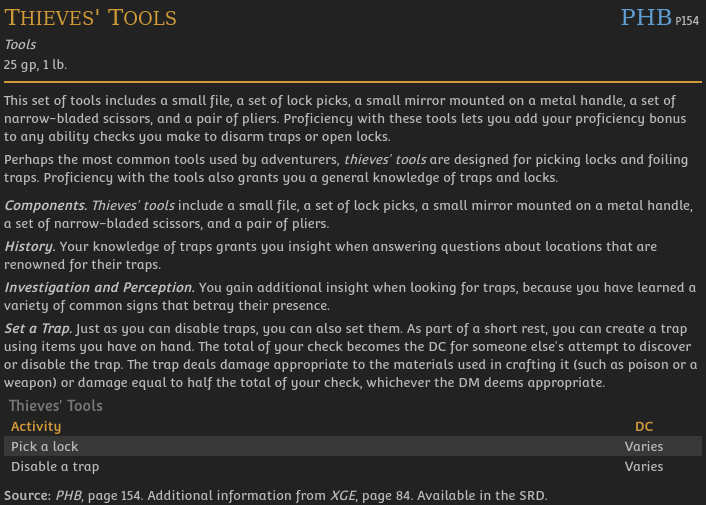 Thieves' Tools PHB P154
Tools
25 gp, 1 lb.
This set of tools includes a small file, a set of lock picks, a small mirror mounted on a metal handle, a set of
narrow-bladed scissors, and a pair of pliers. Proficiency with these tools lets you add your proficiency bonus
to any ability checks you make to disarm traps or open locks.
Perhaps the most common tools used by adventurers, thieves' tools are designed for picking locks and foiling
traps. Proficiency with the tools also grants you a general knowledge of traps and locks.
Components. Thieves' tools include a small file, a set of lock picks, a small mirror mounted on a metal handle,
a set of narrow-bladed scissors, and a pair of pliers.
History. Your knowledge of traps grants you insight when answering questions about locations that are
renowned for their traps.
Investigation and Perception. You gain additional insight when looking for traps, because you have learned a
variety of common signs that betray their presence.
Set a Trap. Just as you can disable traps, you can also set them. As part of a short rest, you can create a trap
using items you have on hand. The total of your check becomes the DC for someone else's attempt to discover
or disable the trap. The trap deals damage appropriate to the materials used in crafting it (such as poison or a
weapon) or damage equal to half the total of your check, whichever the DM deems appropriate.
Thieves' Tools
Activity DC
Pick a lock Varies
Disable a trap Varies
Source: PHB, page 154. Additional information from XGE, page 84. Available in the SRD.